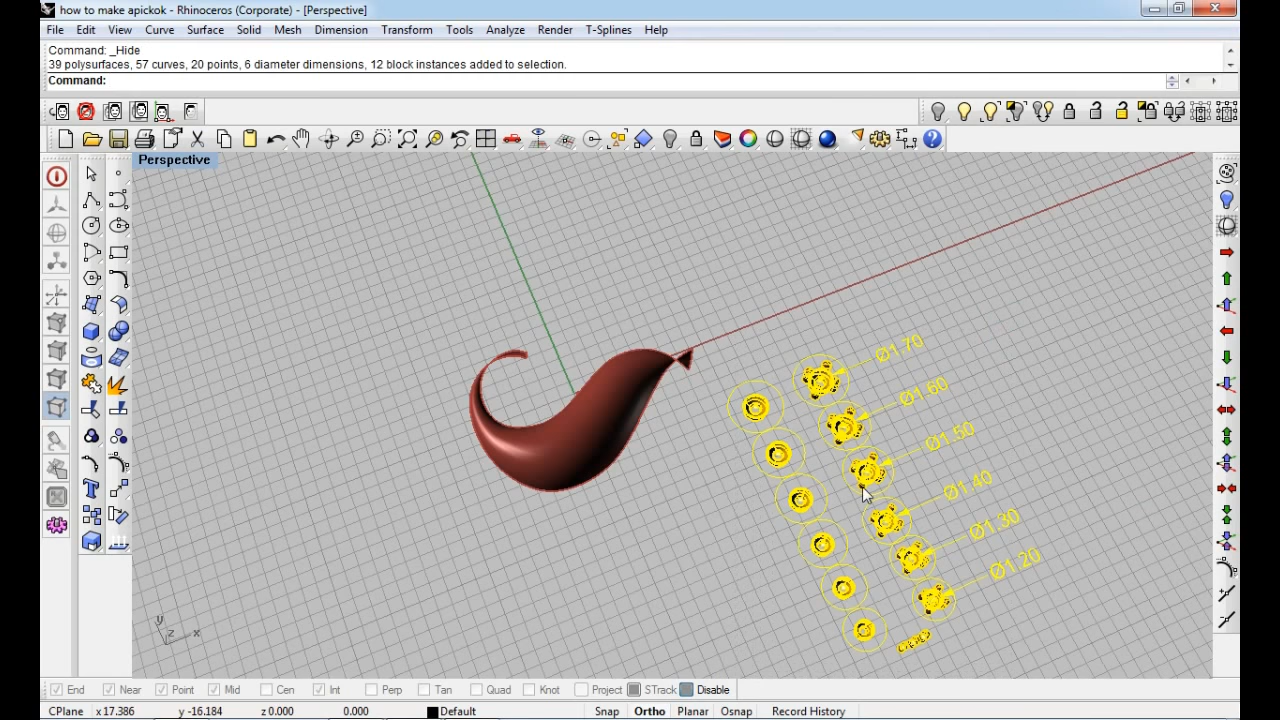 how to make apickok - Rhinoceros (Corporate) - [Perspective]
File Edit View Curve Surface Solid Mesh Dimension Transform Tools Analyze Render T-Splines Help
Command: _Hide
39 polysurfaces, 57 curves, 20 points, 6 diameter dimensions, 12 block instances added to selection.
Command:
Perspective
Ø1.70
Ø1.60
Ø1.50
Ø1.40
Ø1.30
Ø1.20
y
z x
End Near Point Mid Cen Int Perp Tan Quad Knot Project STrack Disable
CPlane x 17.386 y -16.184 z 0.000 0.000 Default Snap Ortho Planar Osnap Record History